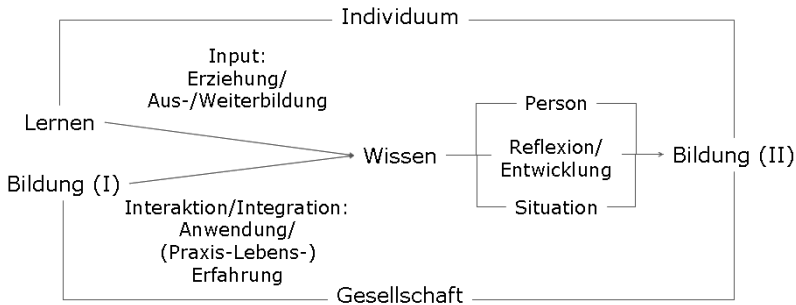 Individuum
Input:
Erziehung/
Aus-/Weiterbildung
Lernen
Bildung (I)
Interaktion/Integration:
Anwendung/
(Praxis-Lebens-)
Erfahrung
Wissen
Person
Reflexion/
Entwicklung
Situation
Bildung (II)
Gesellschaft